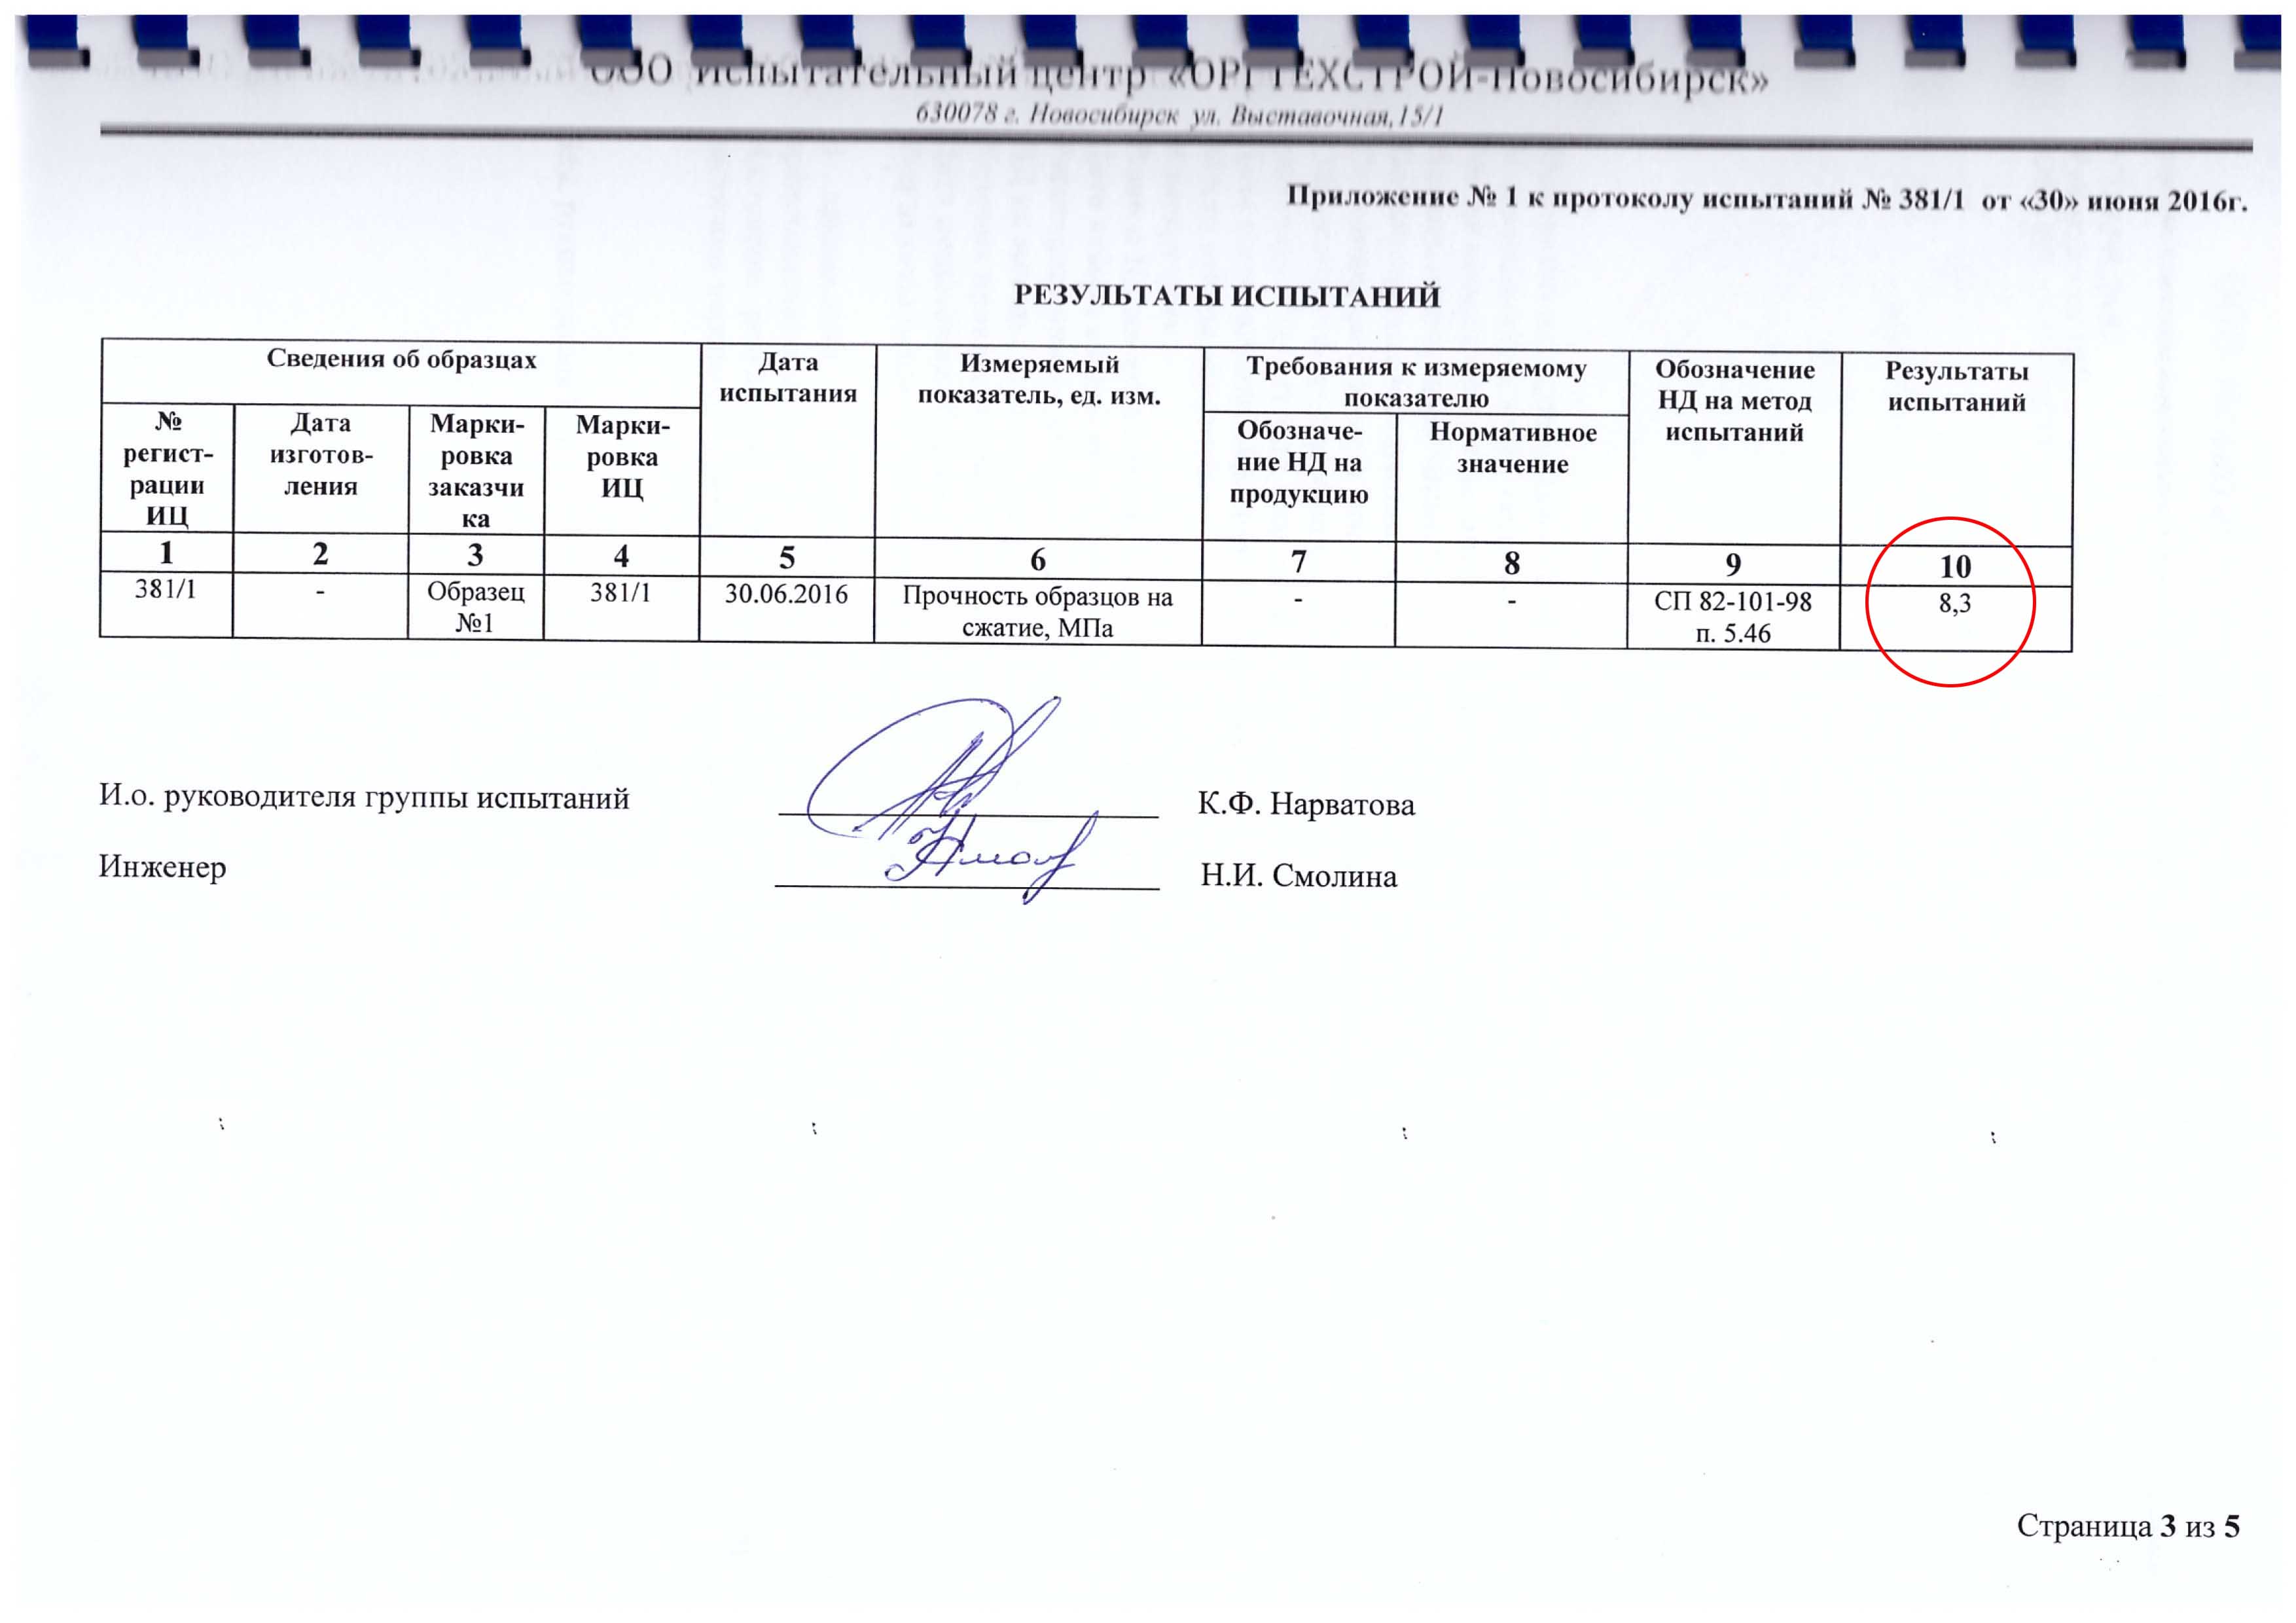 ООО Испытательный центр «ОРГТЕХСТРОЙ-Новосибирск»
630078 г. Новосибирск ул. Выставочная,15/1
Приложение № 1 к протоколу испытаний № 381/1 от «30» июня 2016г.
РЕЗУЛЬТАТЫ ИСПЫТАНИЙ
Сведения об образцах
Дата
испытания
Измеряемый
показатель, ед. изм.
Требования к измеряемому
показателю
Обозначение
НД на метод
испытаний
Результаты
испытаний
№
регист-
рации
ИЦ
Дата
изготов-
ления
Марки-
ровка
заказчи
ка
Марки-
ровка
ИЦ
Обозначе-
ние НД на
продукцию
Нормативное
значение
1 2 3 4 5 6 7 8 9 10
381/1
-
Образец
№1
381/1
30.06.2016
Прочность образцов на
сжатие, МПа
-
-
СП 82-101-98
п. 5.46
8,3
И.о. руководителя группы испытаний К.Ф. Нарватова
Инженер Н.И. Смолина
Страница 3 из 5